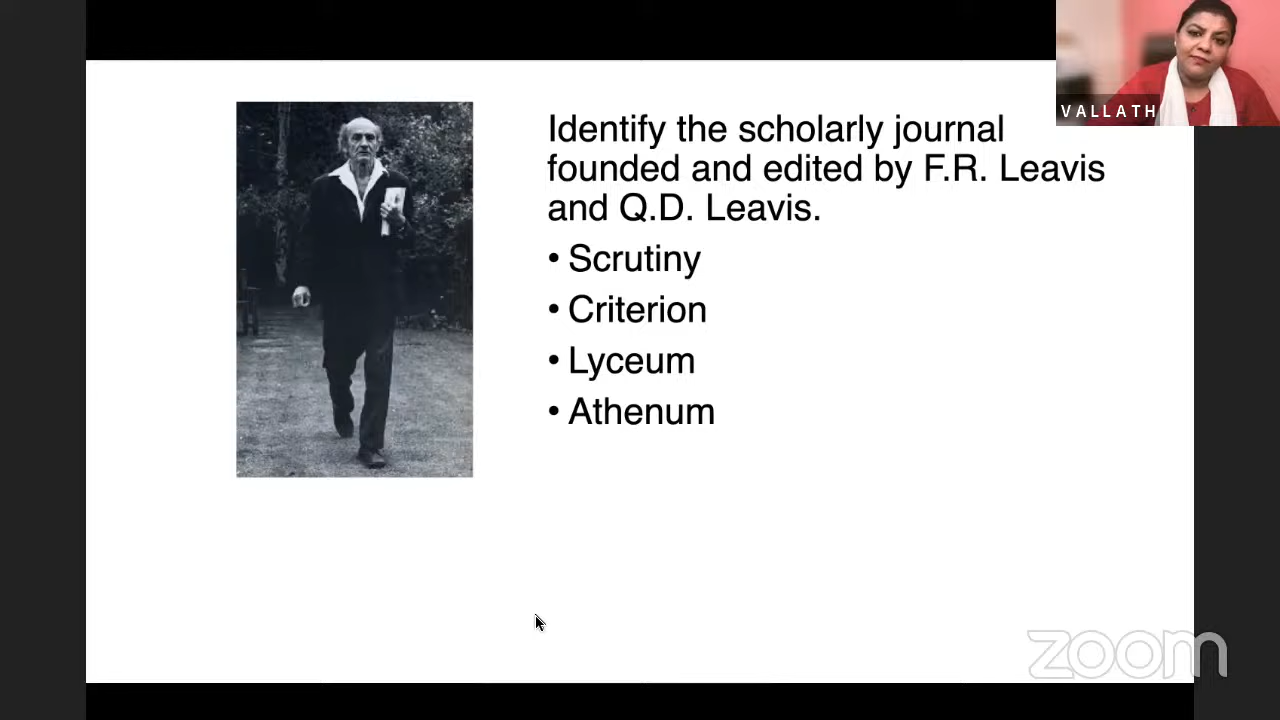 VALLATH
Identify the scholarly journal
founded and edited by F.R. Leavis
and Q.D. Leavis.
• Scrutiny
• Criterion
• Lyceum
• Athenum
zoom